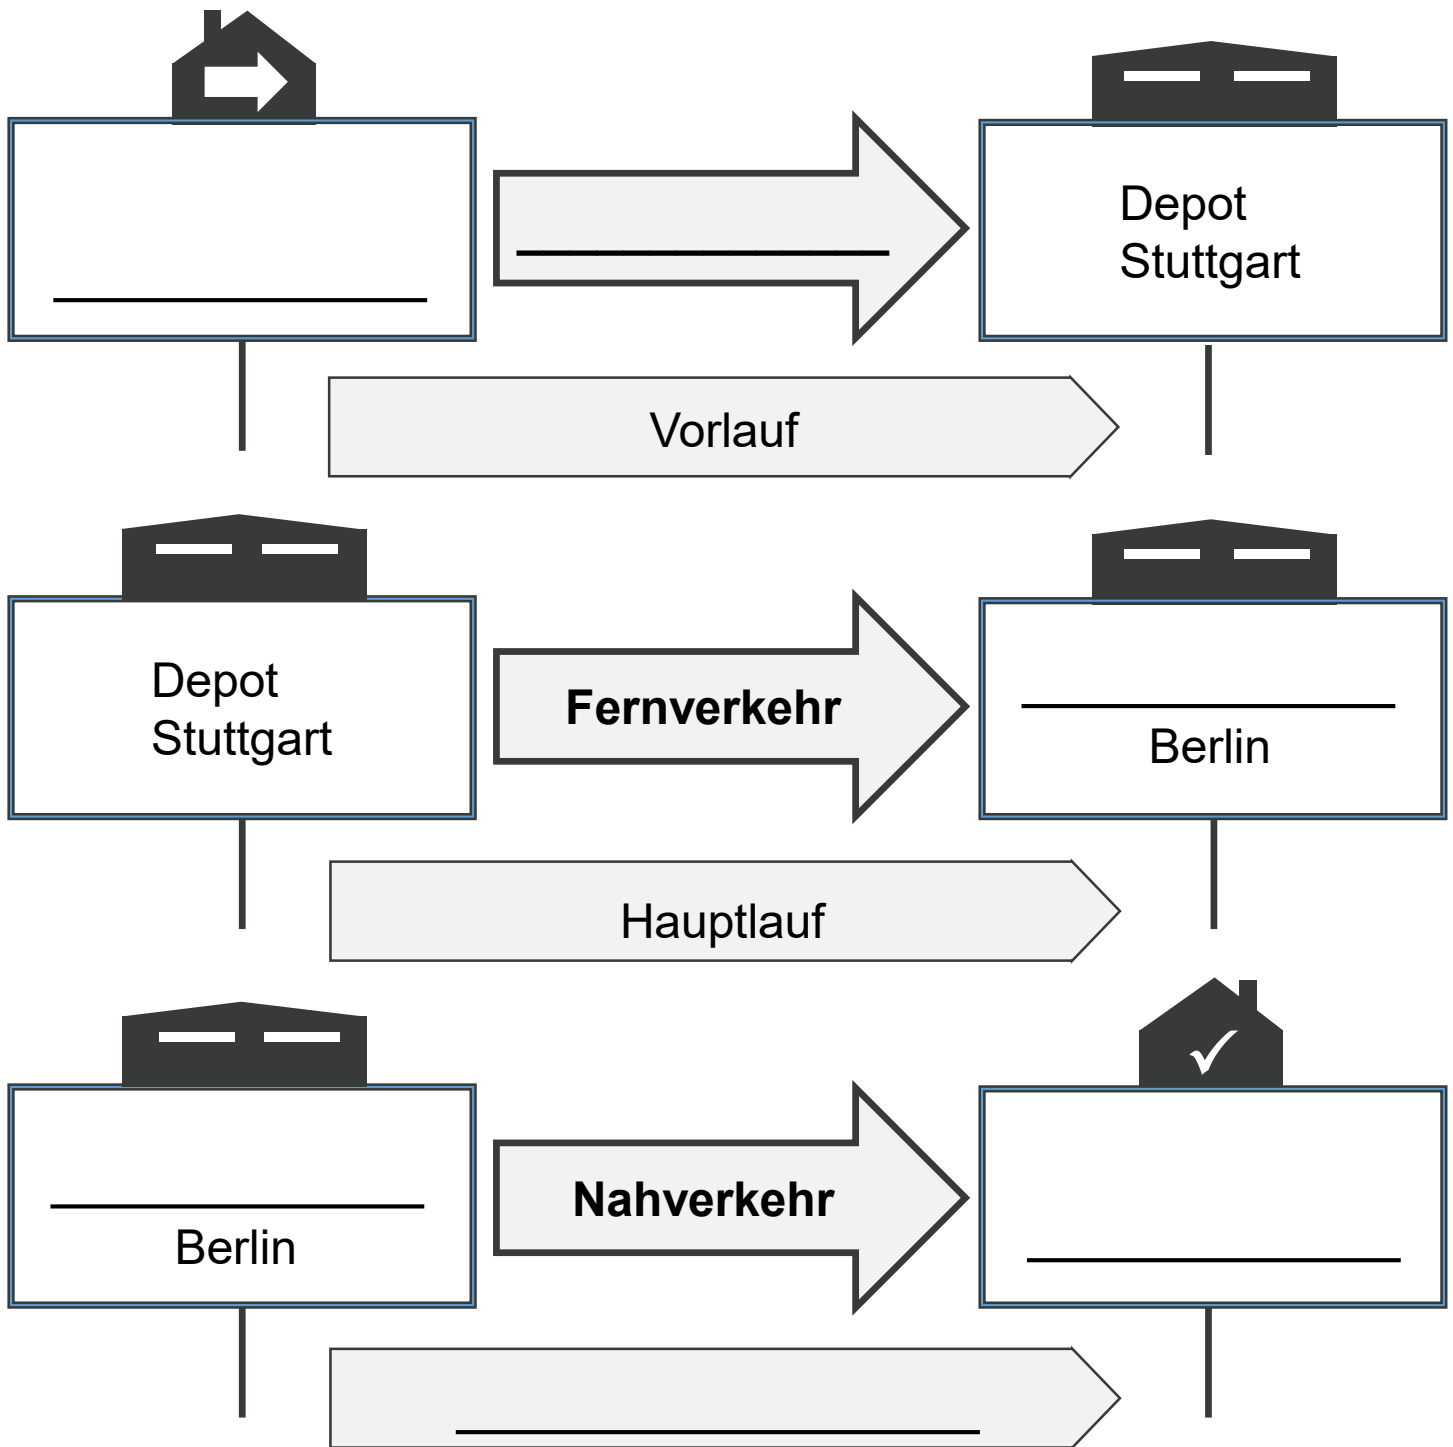 Depot
Stuttgart
Vorlauf
Depot
Stuttgart
Fernverkehr
Berlin
Hauptlauf
Berlin
Nahverkehr